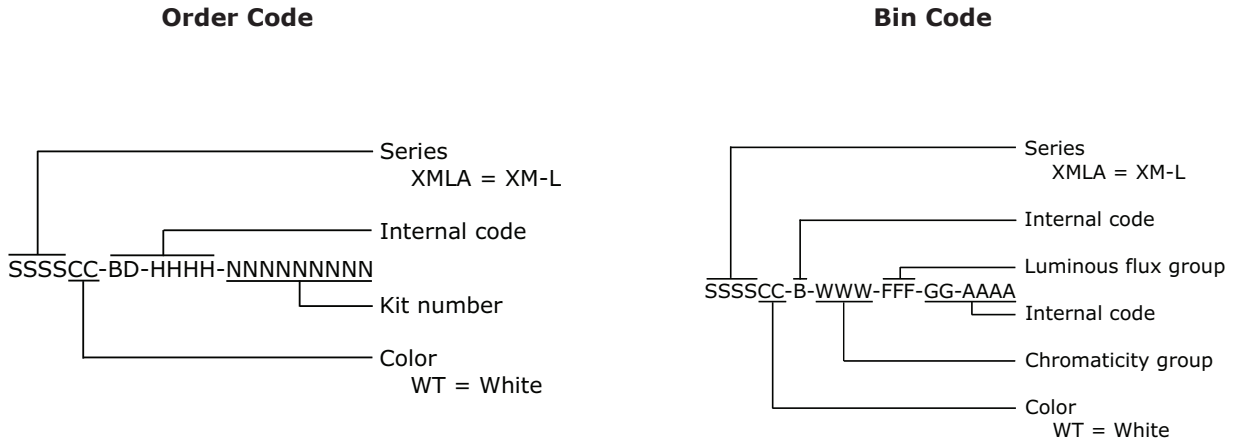 Order Code
Series
XMLA = XM-L
Internal code
SSSSCC-BD-HHHH-NNNNNNNNN
Kit number
Color
WT = White
Bin Code
Series
XMLA = XM-L
Internal code
Luminous flux group
SSSSCC-B-WWW-FFF-GG-AAAA
Internal code
Chromaticity group
Color
WT = White